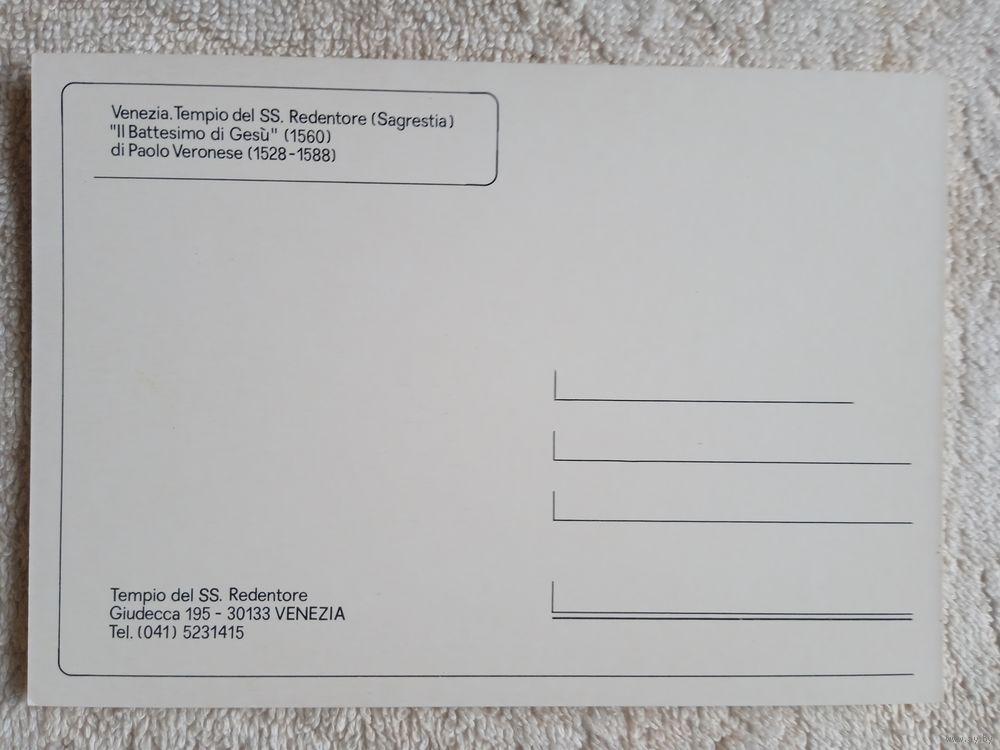 Venezia. Tempio del SS. Redentore (Sagrestia)
"Il Battesimo di Gesù" (1560)
di Paolo Veronese (1528-1588)
Tempio del SS. Redentore
Giudecca 195 - 30133 VENEZIA
Tel. (041) 5231415